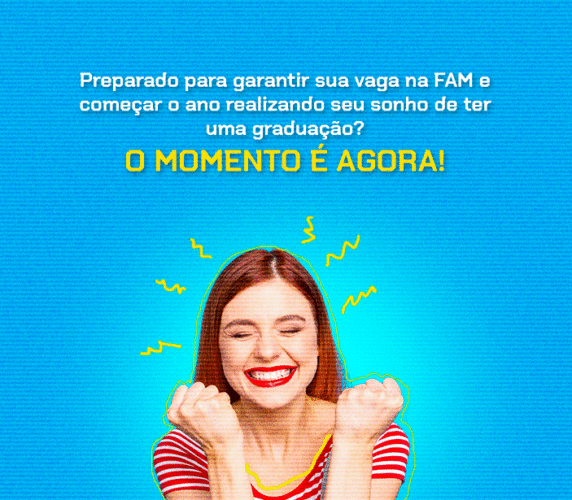 Preparado para garantir sua vaga na FAM e
começar o ano realizando seu sonho de ter
uma graduação?
O MOMENTO É AGORA!